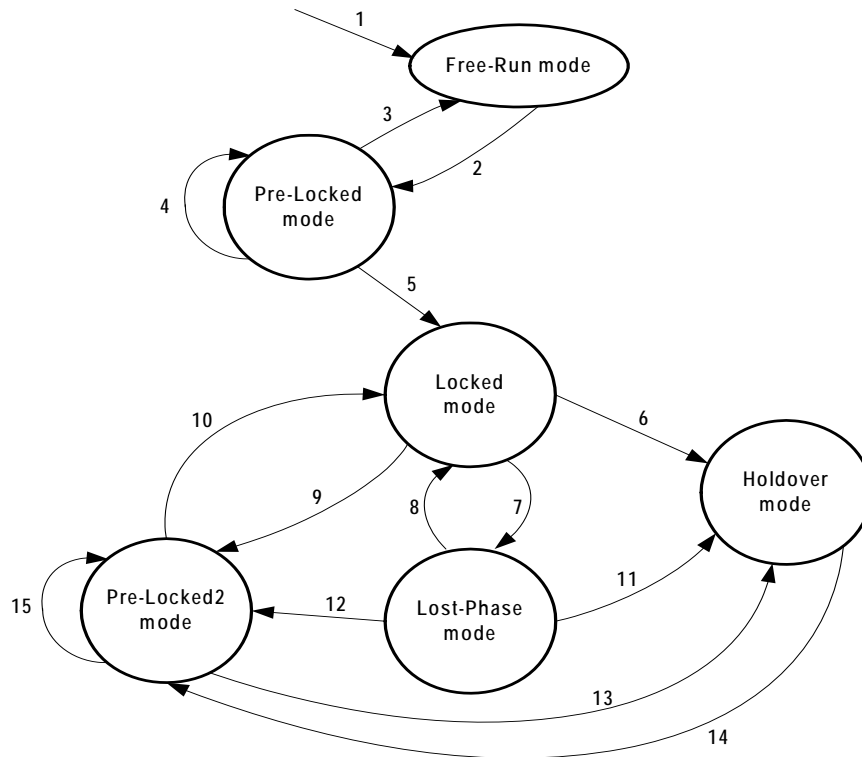 1
Free-Run mode
3
2
Pre-Locked
mode
4
5
Locked
mode
10
6
Holdover
mode
9
8
7
11
15
Pre-Locked2
mode
12
Lost-Phase
mode
13
14